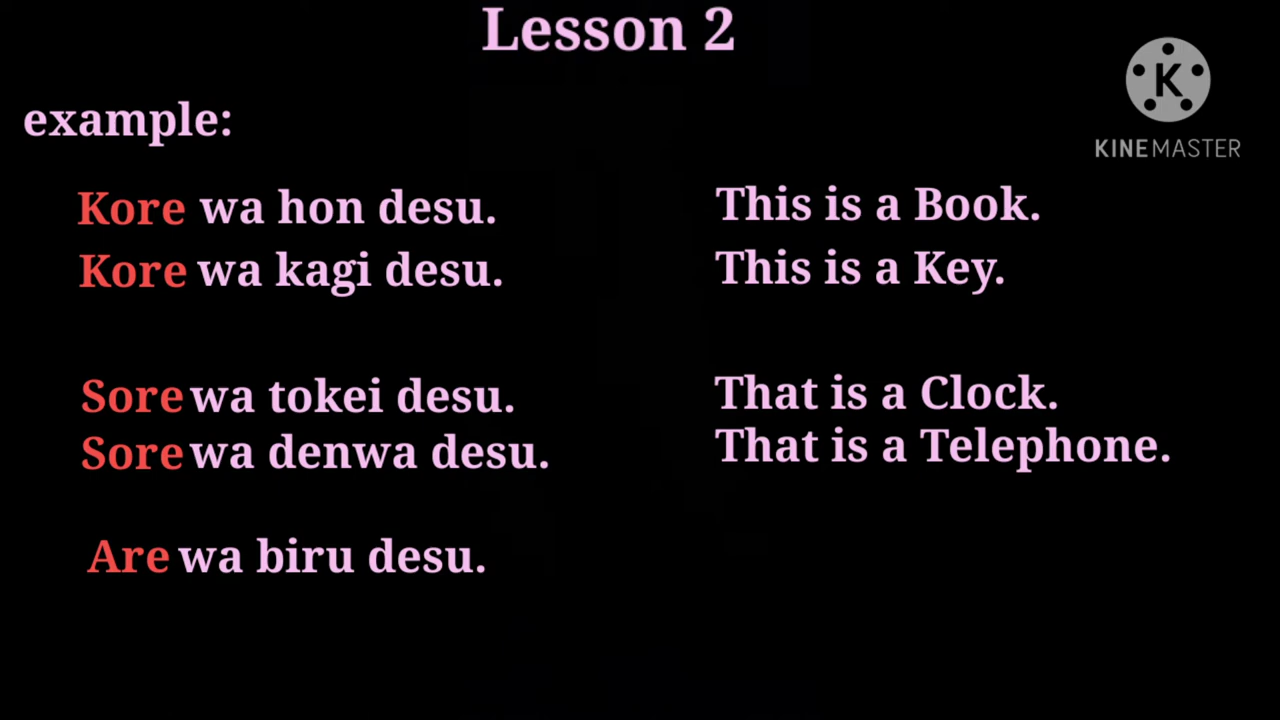 Lesson 2
K
KINEMASTER
example:
Kore wa hon desu. This is a Book.
Kore wa kagi desu. This is a Key.
Sore wa tokei desu. That is a Clock.
Sore wa denwa desu. That is a Telephone.
Are wa biru desu.